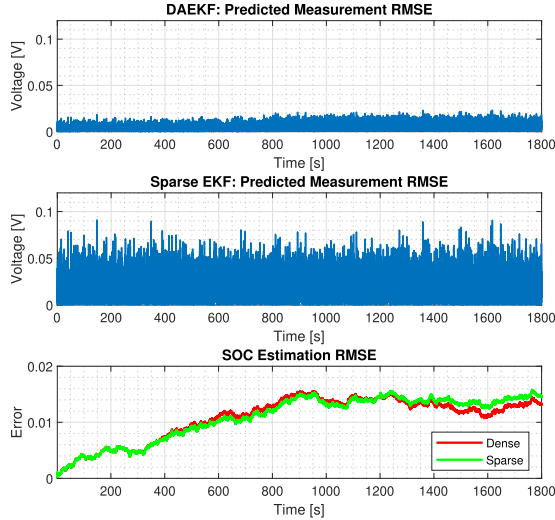 DAEKF: Predicted Measurement RMSE
0.1
0.05
0
Voltage [V]
0 200 400 600 800 1000 1200 1400 1600 1800
Time [s]
Sparse EKF: Predicted Measurement RMSE
0.1
0.05
0
Voltage [V]
0 200 400 600 800 1000 1200 1400 1600 1800
Time [s]
SOC Estimation RMSE
0.02
0.01
0
Error
Dense
Sparse
0 200 400 600 800 1000 1200 1400 1600 1800
Time [s]